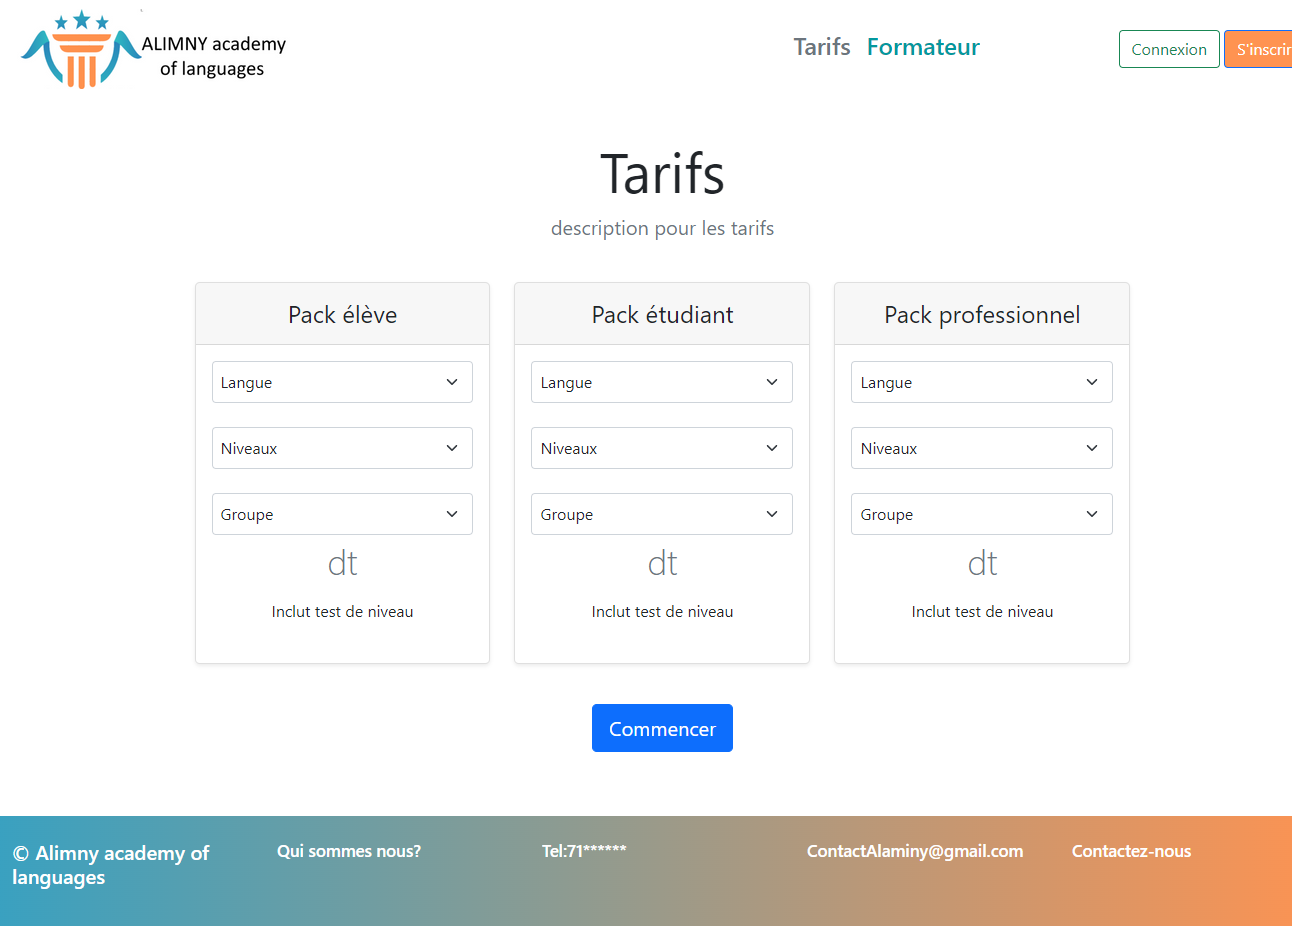 ALIMNY academy
of languages
Tarifs Formateur
Connexion
S'inscrir
Tarifs
description pour les tarifs
Pack élève
Langue
Niveaux
Groupe
dt
Inclut test de niveau
Pack étudiant
Langue
Niveaux
Groupe
dt
Inclut test de niveau
Pack professionnel
Langue
Niveaux
Groupe
dt
Inclut test de niveau
Commencer
© Alimny academy of
languages
Qui sommes nous?
Tel:71******
ContactAlaminy@gmail.com
Contactez-nous